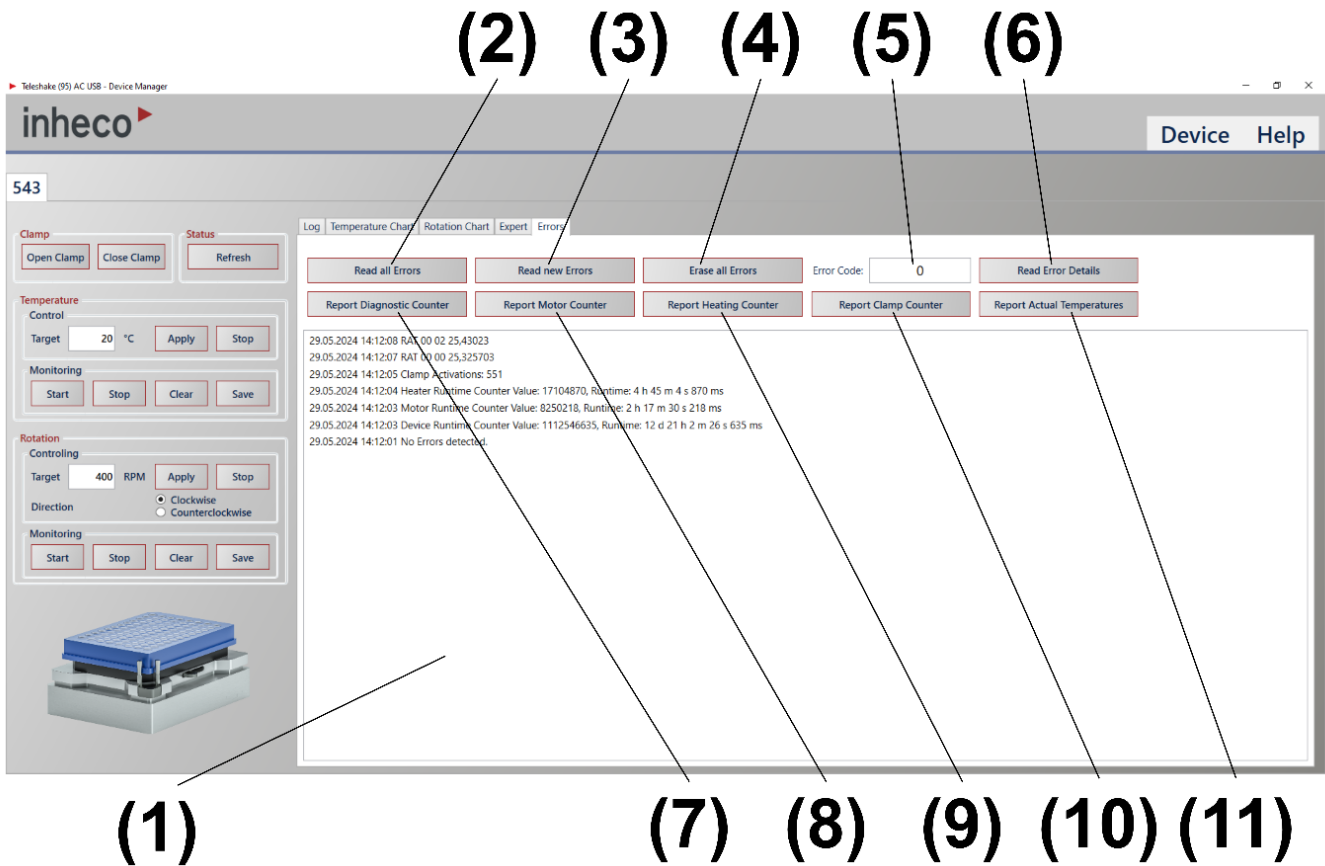 (2) (3) (4) (5) (6)
Teleshake (95) AC USB - Device Manager
inheco
Device Help
543
Log Temperature Chart Rotation Chart Expert Errors
Clamp
Open Clamp Close Clamp
Status
Refresh
Read all Errors Read new Errors Erase all Errors Error Code: 0 Read Error Details
Report Diagnostic Counter Report Motor Counter Report Heating Counter Report Clamp Counter Report Actual Temperatures
Temperature
Control
Target 20 °C Apply Stop
Monitoring
Start Stop Clear Save
Rotation
Controling
Target 400 RPM Apply Stop
Direction
Clockwise
Counterclockwise
Monitoring
Start Stop Clear Save
29.05.2024 14:12:08 RAT 00 02 25,43023
29.05.2024 14:12:07 RAT 00 00 25,325703
29.05.2024 14:12:05 Clamp Activations: 551
29.05.2024 14:12:04 Heater Runtime Counter Value: 17104870, Runtime: 4 h 45 m 4 s 870 ms
29.05.2024 14:12:03 Motor Runtime Counter Value: 8250218, Runtime: 2 h 17 m 30 s 218 ms
29.05.2024 14:12:03 Device Runtime Counter Value: 1112546635, Runtime: 12 d 21 h 2 m 26 s 635 ms
29.05.2024 14:12:01 No Errors detected.
(1) (7) (8) (9) (10) (11)